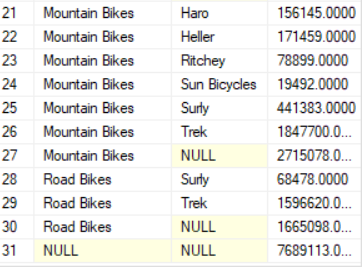 21 Mountain Bikes Haro 156145.0000
22 Mountain Bikes Heller 171459.0000
23 Mountain Bikes Ritchey 78899.0000
24 Mountain Bikes Sun Bicycles 19492.0000
25 Mountain Bikes Surly 441383.0000
26 Mountain Bikes Trek 1847700.0...
27 Mountain Bikes NULL 2715078.0...
28 Road Bikes Surly 68478.0000
29 Road Bikes Trek 1596620.0...
30 Road Bikes NULL 1665098.0...
31 NULL NULL 7689113.0...